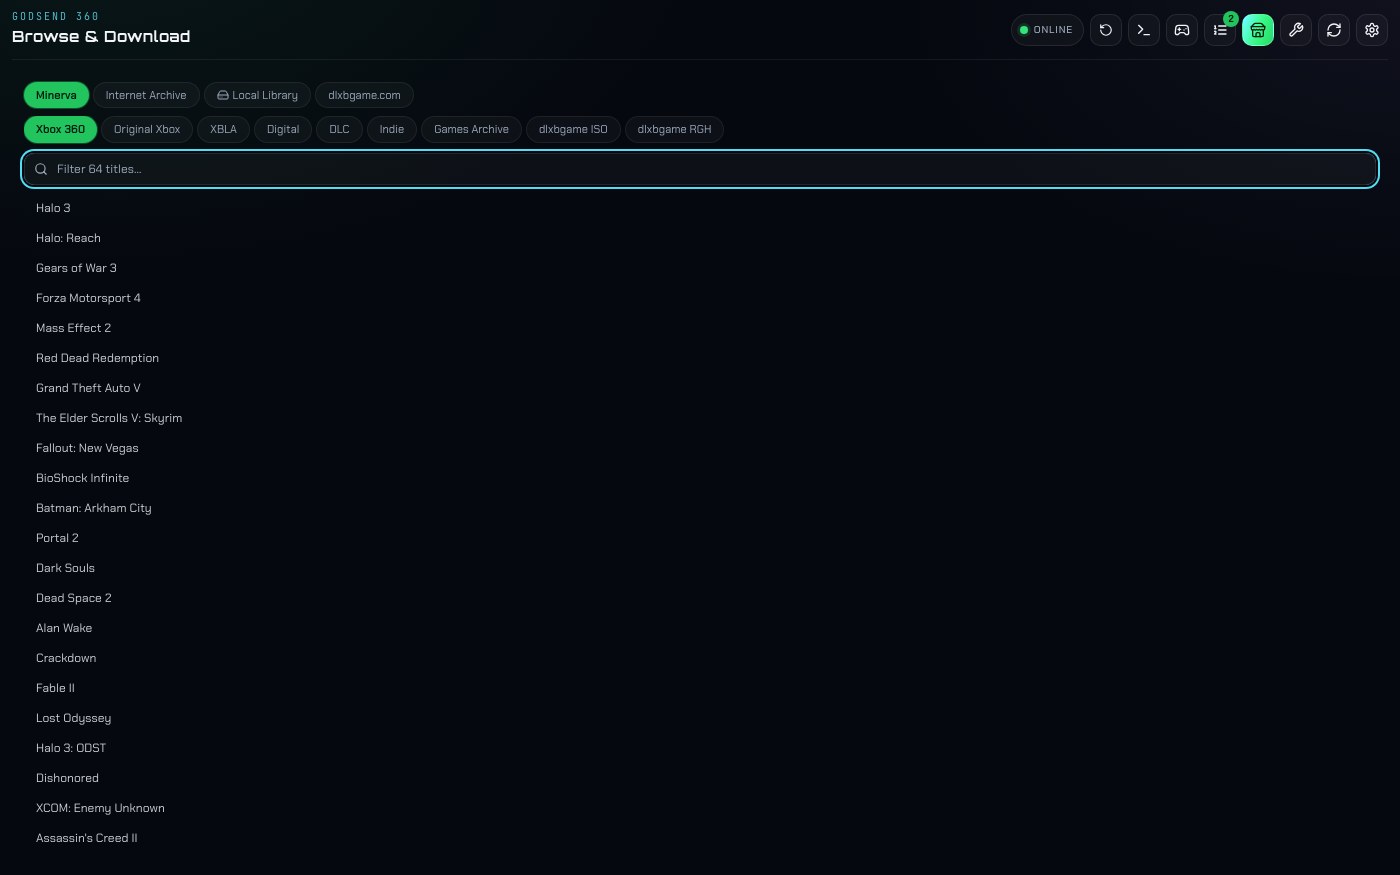 GODSEND 360
Browse & Download
ONLINE
2
Minerva Internet Archive Local Library dlxbgame.com
Xbox 360 Original Xbox XBLA Digital DLC Indie Games Archive dlxbgame ISO dlxbgame RGH
Filter 64 titles...
Halo 3
Halo: Reach
Gears of War 3
Forza Motorsport 4
Mass Effect 2
Red Dead Redemption
Grand Theft Auto V
The Elder Scrolls V: Skyrim
Fallout: New Vegas
BioShock Infinite
Batman: Arkham City
Portal 2
Dark Souls
Dead Space 2
Alan Wake
Crackdown
Fable II
Lost Odyssey
Halo 3: ODST
Dishonored
XCOM: Enemy Unknown
Assassin's Creed II